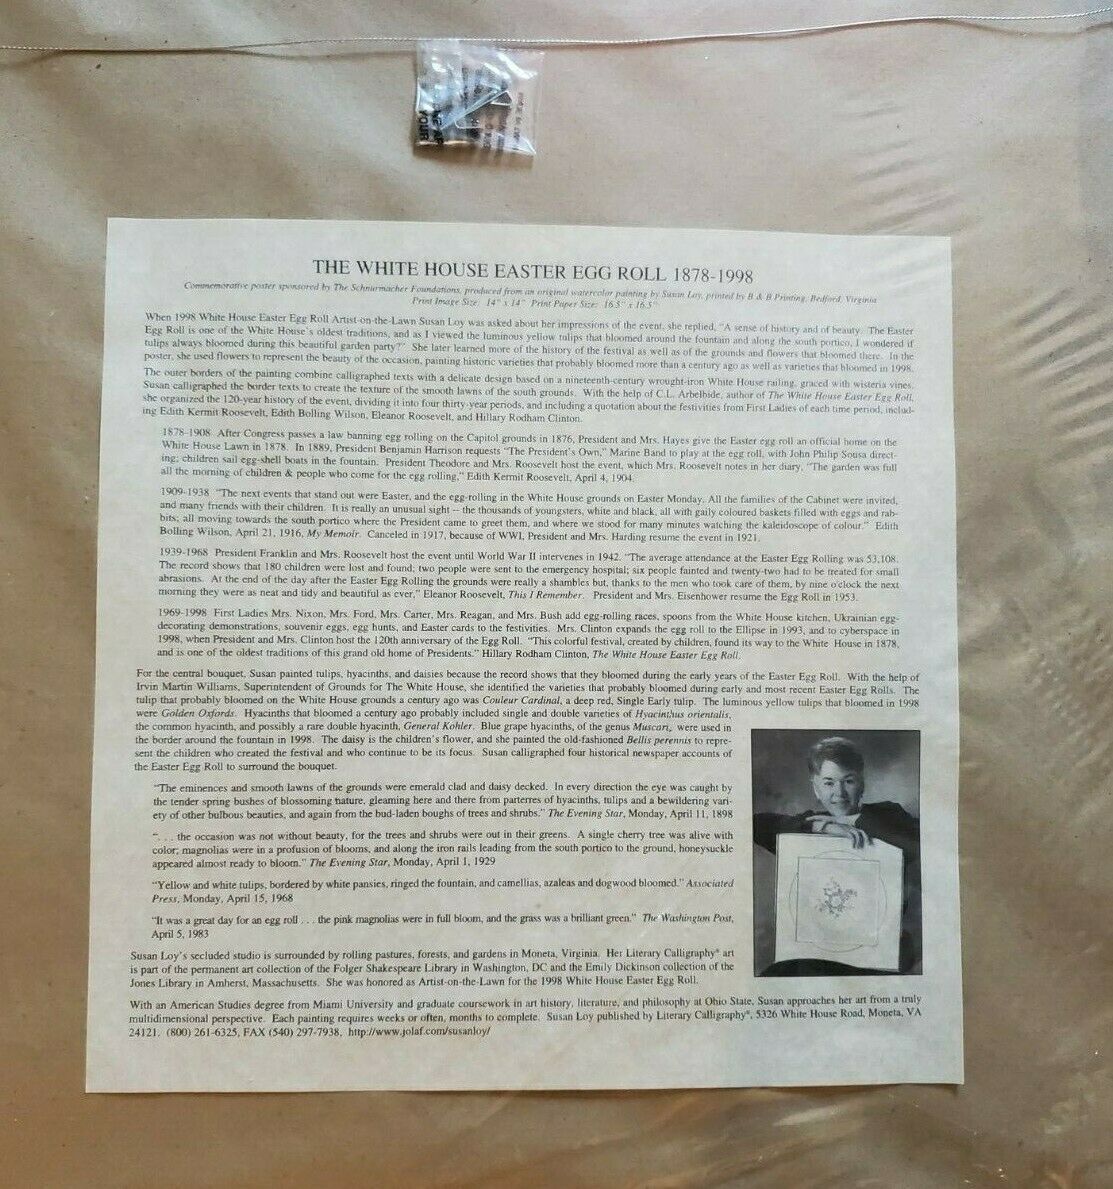 YOUR
THE WHITE HOUSE EASTER EGG ROLL 1878-1998
Commemorative poster sponsored by The Schnurmacher Foundations, produced from an original watercolor painting by Susan Loy, printed by B & B Printing, Bedford, Virginia
Print Image Size: 14" x 14" Print Paper Size: 16.5" x 16.5"
When 1998 White House Easter Egg Roll Artist-on-the-Lawn Susan Loy was asked about her impressions of the event, she replied, "A sense of history and of beauty. The Easter
Egg Roll is one of the White House's oldest traditions, and as I viewed the luminous yellow tulips that bloomed around the fountain and along the south portico, I wondered if
tulips always bloomed during this beautiful garden party?" She later learned more of the history of the festival as well as of the grounds and flowers that bloomed there. In the
poster, she used flowers to represent the beauty of the occasion, painting historic varieties that probably bloomed more than a century ago as well as varieties that bloomed in 1998.
The outer borders of the painting combine calligraphed texts with a delicate design based on a nineteenth-century wrought-iron White House railing, graced with wisteria vines.
Susan calligraphed the border texts to create the texture of the smooth lawns of the south grounds. With the help of C.L. Arbelbide, author of The White House Easter Egg Roll,
she organized the 120-year history of the event, dividing it into four thirty-year periods, and including a quotation about the festivities from First Ladies of each time period, includ-
ing Edith Kermit Roosevelt, Edith Bolling Wilson, Eleanor Roosevelt, and Hillary Rodham Clinton.
1878-1908 After Congress passes a law banning egg rolling on the Capitol grounds in 1876, President and Mrs. Hayes give the Easter egg roll an official home on the
White House Lawn in 1878. In 1889, President Benjamin Harrison requests "The President's Own," Marine Band to play at the egg roll, with John Philip Sousa direct-
ing; children sail egg-shell boats in the fountain. President Theodore and Mrs. Roosevelt host the event, which Mrs. Roosevelt notes in her diary, "The garden was full
all the morning of children & people who come for the egg rolling," Edith Kermit Roosevelt, April 4, 1904.
1909-1938 "The next events that stand out were Easter, and the egg-rolling in the White House grounds on Easter Monday. All the families of the Cabinet were invited,
and many friends with their children. It is really an unusual sight -- the thousands of youngsters, white and black, all with gaily coloured baskets filled with eggs and rab-
bits; all moving towards the south portico where the President came to greet them, and where we stood for many minutes watching the kaleidoscope of colour." Edith
Bolling Wilson, April 21, 1916, My Memoir. Canceled in 1917, because of WWI, President and Mrs. Harding resume the event in 1921.
1939-1968 President Franklin and Mrs. Roosevelt host the event until World War II intervenes in 1942. "The average attendance at the Easter Egg Rolling was 53,108.
The record shows that 180 children were lost and found; two people were sent to the emergency hospital; six people fainted and twenty-two had to be treated for small
abrasions. At the end of the day after the Easter Egg Rolling the grounds were really a shambles but, thanks to the men who took care of them, by nine o'clock the next
morning they were as neat and tidy and beautiful as ever," Eleanor Roosevelt, This I Remember. President and Mrs. Eisenhower resume the Egg Roll in 1953.
1969-1998 First Ladies Mrs. Nixon, Mrs. Ford, Mrs. Carter, Mrs. Reagan, and Mrs. Bush add egg-rolling races, spoons from the White House kitchen, Ukrainian egg-
decorating demonstrations, souvenir eggs, egg hunts, and Easter cards to the festivities. Mrs. Clinton expands the egg roll to the Ellipse in 1993, and to cyberspace in
1998, when President and Mrs. Clinton host the 120th anniversary of the Egg Roll. "This colorful festival, created by children, found its way to the White House in 1878,
and is one of the oldest traditions of this grand old home of Presidents." Hillary Rodham Clinton, The White House Easter Egg Roll.
For the central bouquet, Susan painted tulips, hyacinths, and daisies because the record shows that they bloomed during the early years of the Easter Egg Roll. With the help of
Irvin Martin Williams, Superintendent of Grounds for The White House, she identified the varieties that probably bloomed during early and most recent Easter Egg Rolls. The
tulip that probably bloomed on the White House grounds a century ago was Couleur Cardinal, a deep red, Single Early tulip. The luminous yellow tulips that bloomed in 1998
were Golden Oxfords. Hyacinths that bloomed a century ago probably included single and double varieties of Hyacinthus orientalis,
the common hyacinth, and possibly a rare double hyacinth, General Kohler. Blue grape hyacinths, of the genus Muscari, were used in
the border around the fountain in 1998. The daisy is the children's flower, and she painted the old-fashioned Bellis perennis to repre-
sent the children who created the festival and who continue to be its focus. Susan calligraphed four historical newspaper accounts of
the Easter Egg Roll to surround the bouquet.
"The eminences and smooth lawns of the grounds were emerald clad and daisy decked. In every direction the eye was caught by
the tender spring bushes of blossoming nature, gleaming here and there from parterres of hyacinths, tulips and a bewildering vari-
ety of other bulbous beauties, and again from the bud-laden boughs of trees and shrubs." The Evening Star, Monday, April 11, 1898
". . . the occasion was not without beauty, for the trees and shrubs were out in their greens. A single cherry tree was alive with
color; magnolias were in a profusion of blooms, and along the iron rails leading from the south portico to the ground, honeysuckle
appeared almost ready to bloom." The Evening Star, Monday, April 1, 1929
"Yellow and white tulips, bordered by white pansies, ringed the fountain, and camellias, azaleas and dogwood bloomed." Associated
Press, Monday, April 15, 1968
"It was a great day for an egg roll . . . the pink magnolias were in full bloom, and the grass was a brilliant green." The Washington Post,
April 5, 1983
Susan Loy's secluded studio is surrounded by rolling pastures, forests, and gardens in Moneta, Virginia. Her Literary Calligraphy® art
is part of the permanent art collection of the Folger Shakespeare Library in Washington, DC and the Emily Dickinson collection of the
Jones Library in Amherst, Massachusetts. She was honored as Artist-on-the-Lawn for the 1998 White House Easter Egg Roll.
With an American Studies degree from Miami University and graduate coursework in art history, literature, and philosophy at Ohio State, Susan approaches her art from a truly
multidimensional perspective. Each painting requires weeks or often, months to complete. Susan Loy published by Literary Calligraphy®, 5326 White House Road, Moneta, VA
24121. (800) 261-6325, FAX (540) 297-7938, http://www.jolaf.com/susanloy/